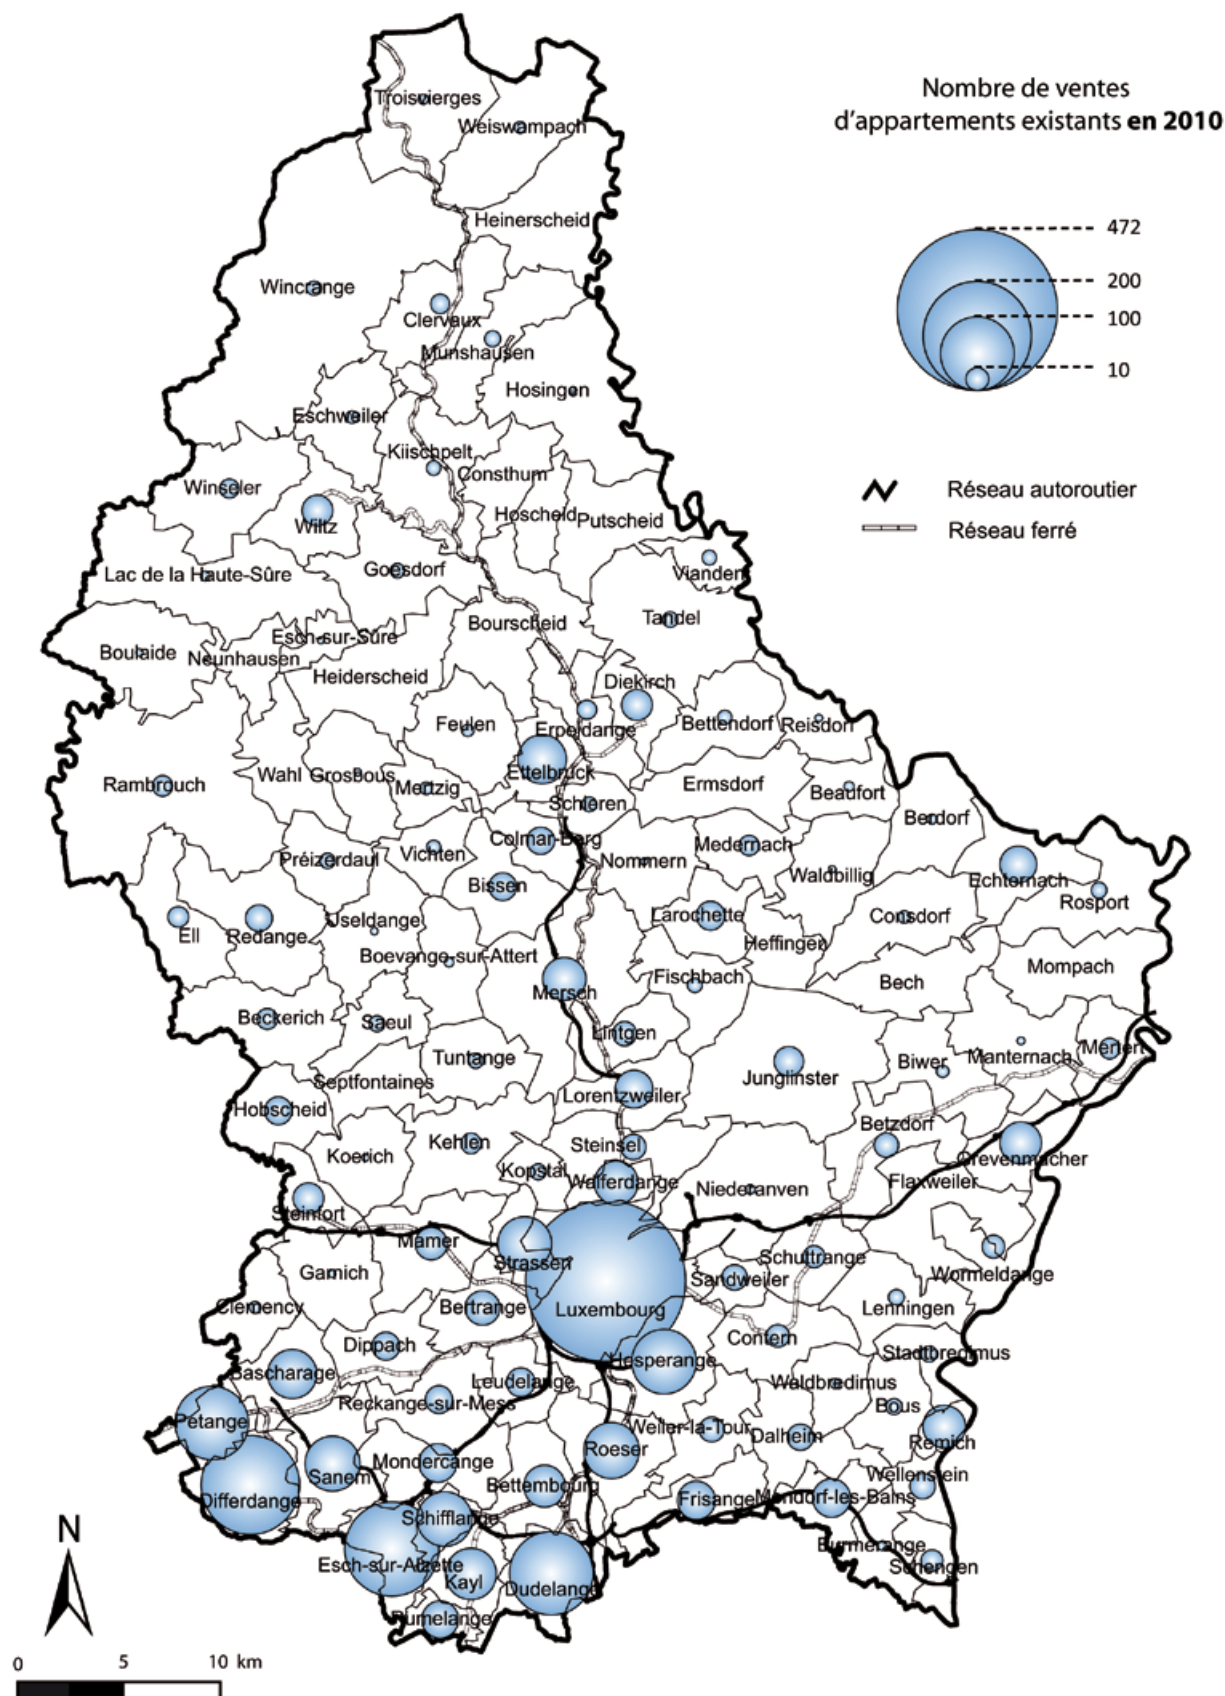 Nombre de ventes
d'appartements existants en 2010
472
200
100
10
Réseau autoroutier
Réseau ferré
Troisvierges
Weiswampach
Heinerscheid
Wincrange
Clervaux
Munshausen
Hosingen
Eschweiler
Kiischpelt
Consthum
Winseler
Wiltz
Hoscheid
Putscheid
Lac de la Haute-Sûre
Goesdorf
Vianden
Tandel
Bourscheid
Esch-sur-Sûre
Boulaide
Neunhausen
Heiderscheid
Diekirch
Feulen
Erpeldange
Bettendorf
Reisdorf
Ettelbruck
Rambrouch
Wahl
Grosbous
Mertzig
Ermsdorf
Beaufort
Schieren
Berdorf
Colmar-Berg
Medernach
Préizerdaul
Vichten
Nommern
Waldbillig
Echternach
Bissen
Rosport
Ell
Redange
Useldange
Larochette
Consdorf
Heffingen
Boevange-sur-Attert
Mompach
Fischbach
Bech
Mersch
Beckerich
Saeul
Lintgen
Tuntange
Biwer
Manternach
Mertert
Septfontaines
Junglinster
Lorentzweiler
Hobscheid
Betzdorf
Kehlen
Steinsel
Koerich
Grevenmacher
Kopstal
Walferdange
Niederanven
Flaxweiler
Steinfort
Mamer
Strassen
Schuttrange
Garnich
Sandweiler
Wormeldange
Clemency
Bertrange
Luxembourg
Lenningen
Contern
Dippach
Stadtbredimus
Bascharage
Hesperange
Leudelange
Waldbredimus
Reckange-sur-Mess
Bous
Pétange
Weiler-la-Tour
Dalheim
Remich
Roeser
Mondercange
Sanem
Bettembourg
Wellenstein
Differdange
Frisange
Mondorf-les-Bains
Schifflange
Burmerange
Esch-sur-Alzette
Schengen
Kayl
Dudelange
Rumelange
N
0 5 10 km